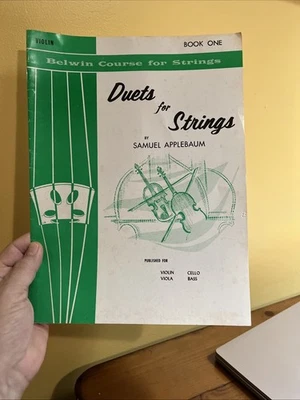 VIOLIN
BOOK ONE
Belwin Course for Strings
Duets
for
Strings
BY
SAMUEL APPLEBAUM
PUBLISHED FOR
VIOLIN CELLO
VIOLA BASS